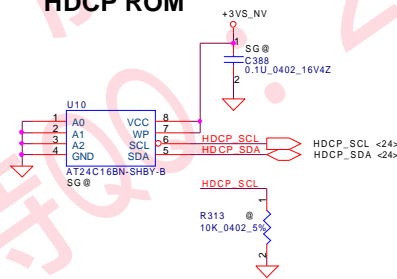 HDCP ROM
+3VS_NV
1
SG@
C388
0.1U_0402_16V4Z
2
U10
1 A0 VCC 8
2 A1 WP 7
3 A2 SCL 6 HDCP_SCL HDCP_SCL <24>
4 GND SDA 5 HDCP_SDA HDCP_SDA <24>
AT24C16BN-SHBY-B
SG@
HDCP_SCL
1
R313 @
10K_0402_5%
2